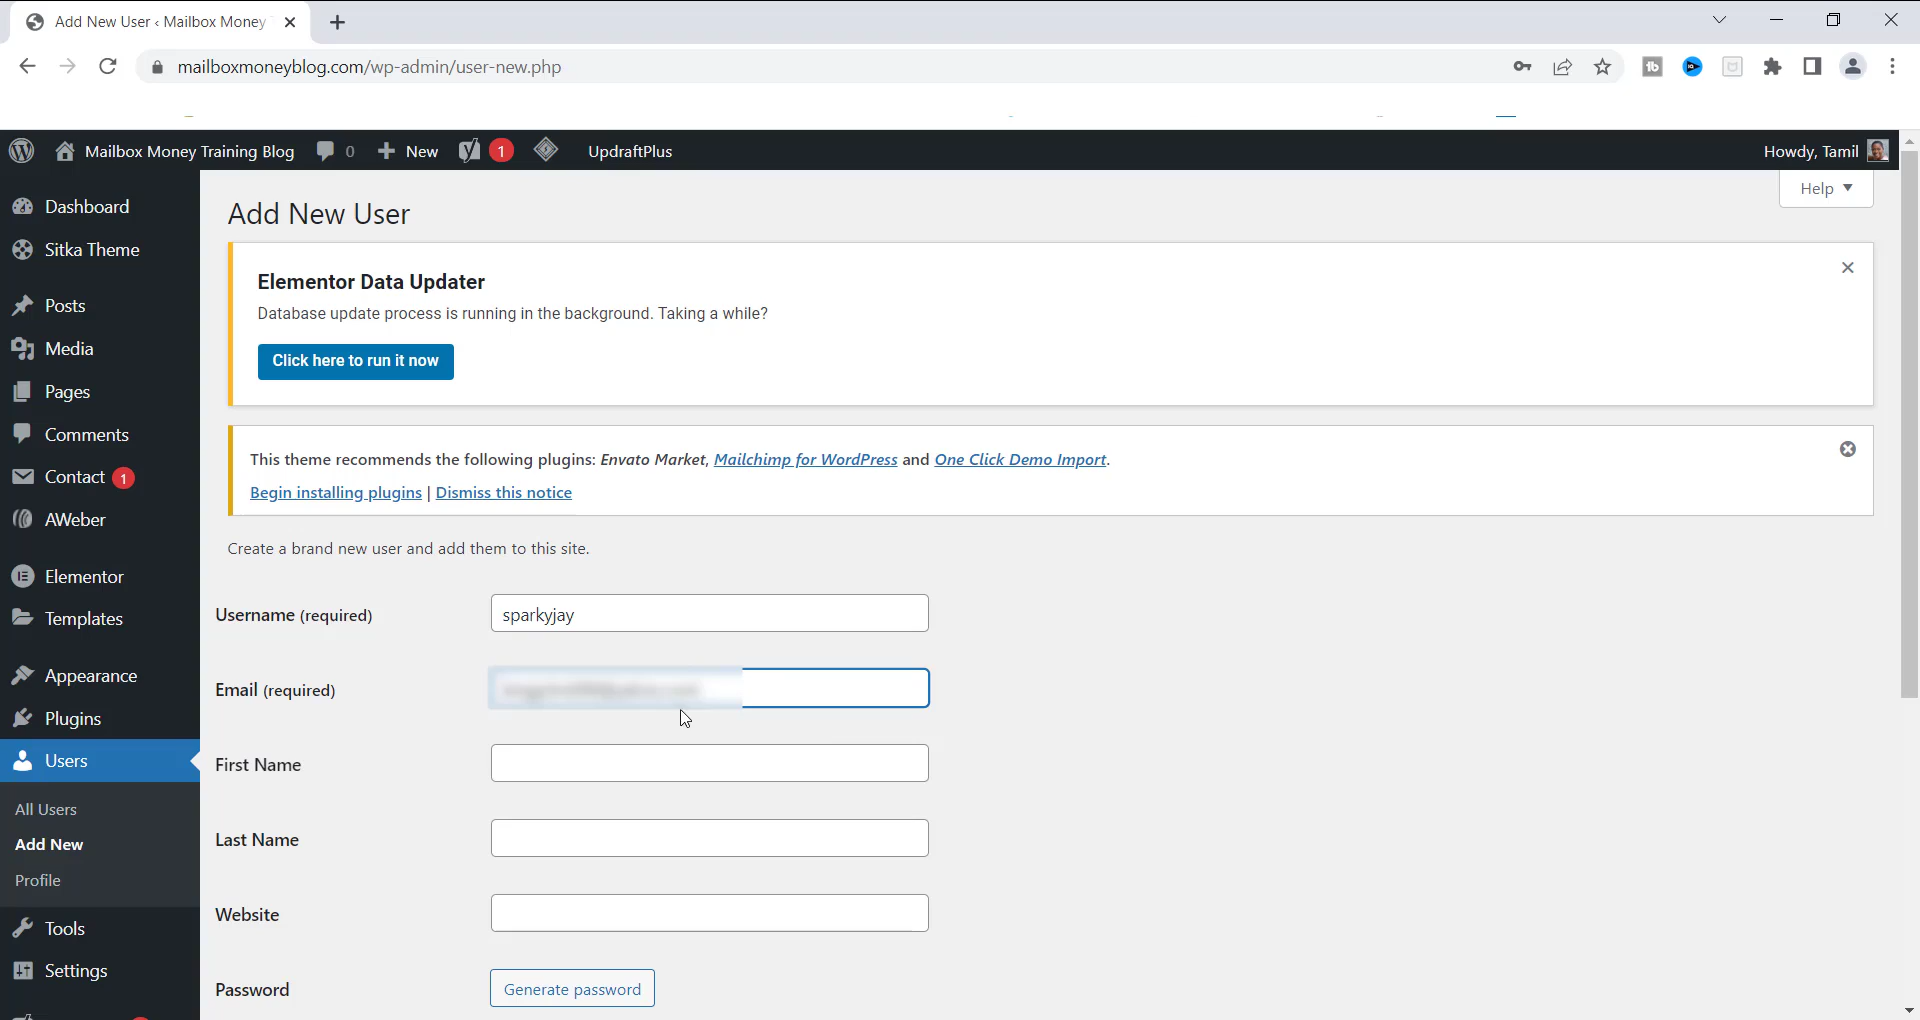 Add New User ‹ Mailbox Money
mailboxmoneyblog.com/wp-admin/user-new.php
Mailbox Money Training Blog 0 New 1 UpdraftPlus Howdy, Tamil
Help
Dashboard
Sitka Theme
Posts
Media
Pages
Comments
Contact 1
AWeber
Elementor
Templates
Appearance
Plugins
Users
All Users
Add New
Profile
Tools
Settings
Add New User
Elementor Data Updater
Database update process is running in the background. Taking a while?
Click here to run it now
This theme recommends the following plugins: Envato Market, Mailchimp for WordPress and One Click Demo Import.
Begin installing plugins | Dismiss this notice
Create a brand new user and add them to this site.
Username (required) sparkyjay
Email (required)
First Name
Last Name
Website
Password Generate password